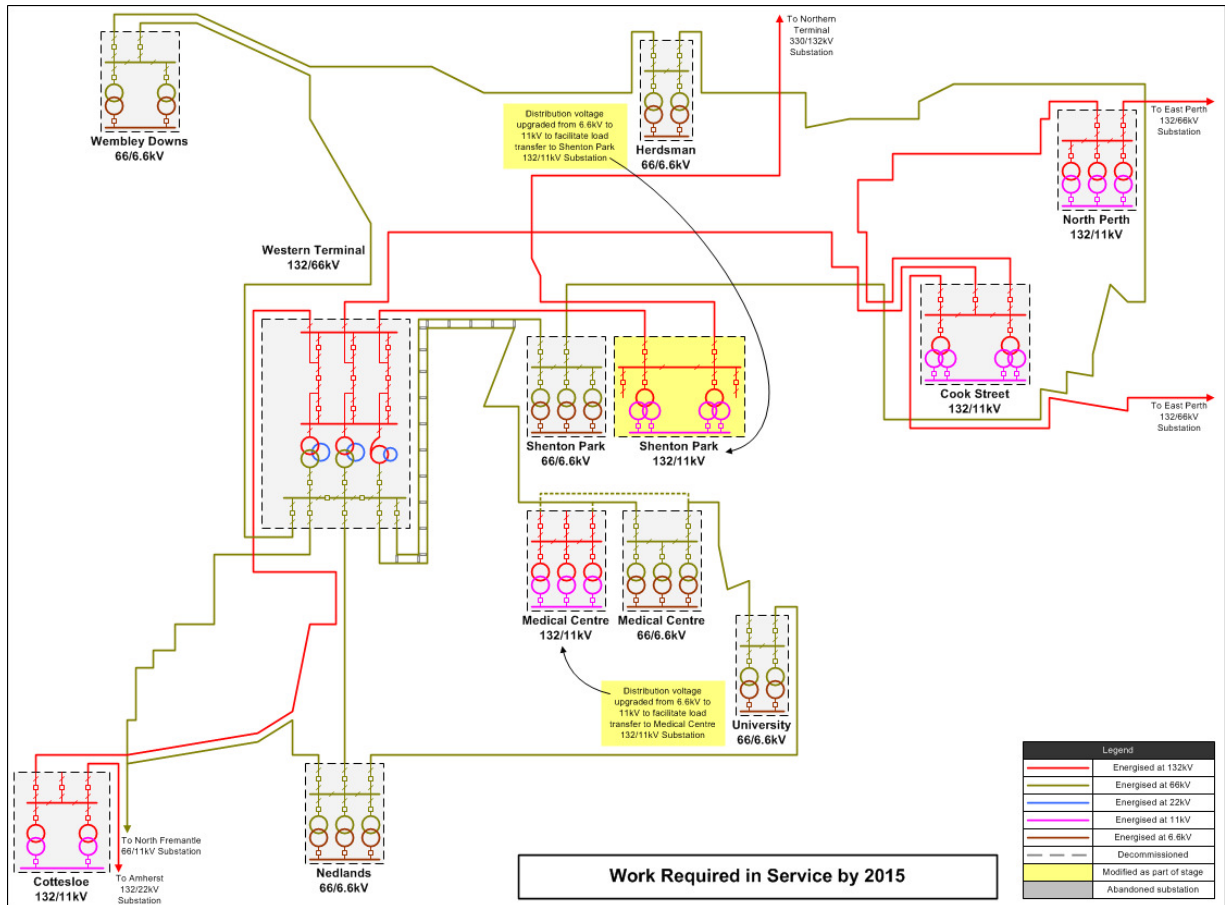 To Northern
Terminal
330/132kV
Substation
Wembley Downs
66/6.6kV
Distribution voltage
upgraded from 6.6kV to
11kV to facilitate load
transfer to Shenton Park
132/11kV Substation
Herdsman
66/6.6kV
To East Perth
132/66kV
Substation
North Perth
132/11kV
Western Terminal
132/66kV
Cook Street
132/11kV
To East Perth
132/66kV
Substation
Shenton Park
66/6.6kV
Shenton Park
132/11kV
Medical Centre
132/11kV
Medical Centre
66/6.6kV
Distribution voltage
upgraded from 6.6kV to
11kV to facilitate load
transfer to Medical Centre
132/11kV Substation
University
66/6.6kV
To North Fremantle
66/11kV Substation
To Amherst
132/22kV
Substation
Cottesloe
132/11kV
Nedlands
66/6.6kV
Work Required in Service by 2015
Legend
Energised at 132kV
Energised at 66kV
Energised at 22kV
Energised at 11kV
Energised at 6.6kV
Decommissioned
Modified as part of stage
Abandoned substation